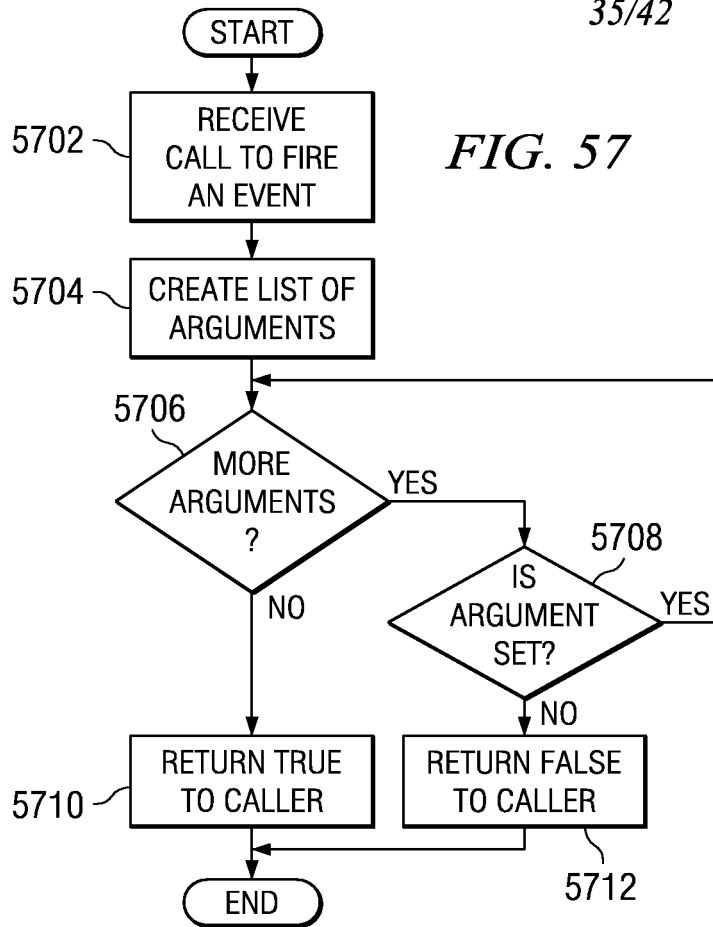 35/42
START
5702
RECEIVE
CALL TO FIRE
AN EVENT
FIG. 57
5704
CREATE LIST OF
ARGUMENTS
5706
MORE
ARGUMENTS
?
YES
NO
5708
IS
ARGUMENT
SET?
YES
NO
5710
RETURN TRUE
TO CALLER
RETURN FALSE
TO CALLER
5712
END